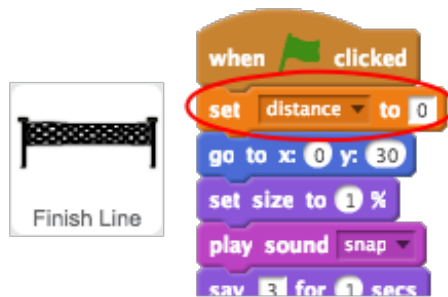 when clicked
set distance to 0
go to x: 0 y: 30
set size to 1 %
play sound snap
say 3 for 1 secs
Finish Line